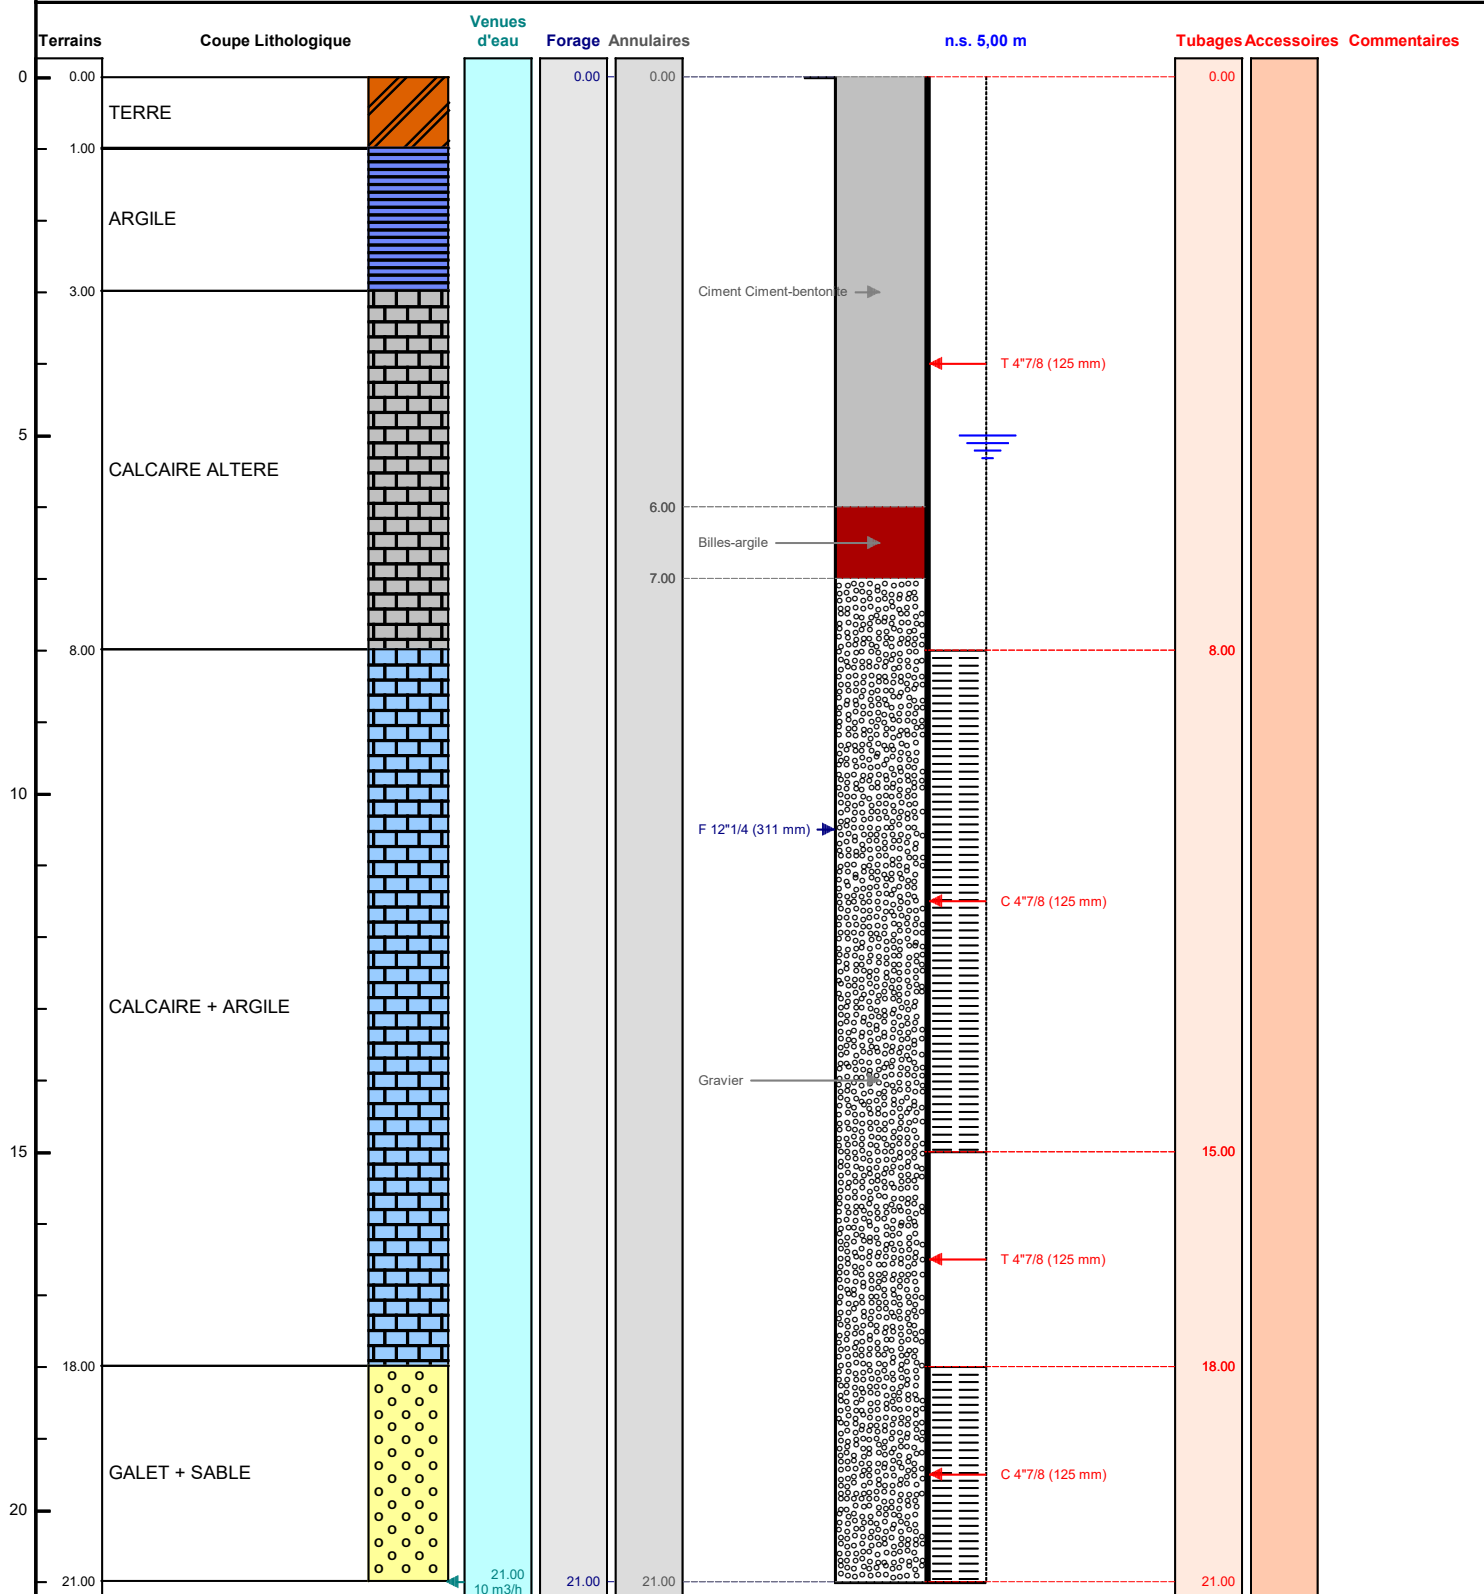 Venues
Terrains Coupe Lithologique d'eau Forage Annulaires n.s. 5,00 m Tubages Accessoires Commentaires
0 0.00 0.00 0.00 0.00
TERRE
1.00
ARGILE
3.00 Ciment Ciment-bentonite
T 4"7/8 (125 mm)
5
CALCAIRE ALTERE
6.00
Billes-argile
7.00
8.00 8.00
10
F 12"1/4 (311 mm)
C 4"7/8 (125 mm)
CALCAIRE + ARGILE
Gravier
15 15.00
T 4"7/8 (125 mm)
18.00 18.00
GALET + SABLE C 4"7/8 (125 mm)
20
21.00 21.00 21.00 21.00 21.00
10 m3/h